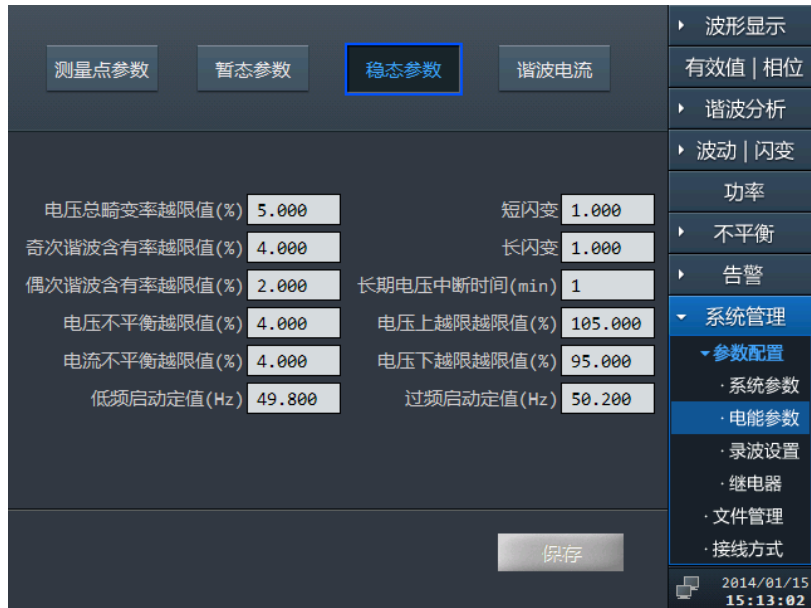 测量点参数 暂态参数 稳态参数 谐波电流
电压总畸变率越限值(%) 5.000 短闪变 1.000
奇次谐波含有率越限值(%) 4.000 长闪变 1.000
偶次谐波含有率越限值(%) 2.000 长期电压中断时间(min) 1
电压不平衡越限值(%) 4.000 电压上越限越限值(%) 105.000
电流不平衡越限值(%) 4.000 电压下越限越限值(%) 95.000
低频启动定值(Hz) 49.800 过频启动定值(Hz) 50.200
保存
波形显示
有效值|相位
谐波分析
波动|闪变
功率
不平衡
告警
系统管理
参数配置
·系统参数
·电能参数
·录波设置
·继电器
·文件管理
·接线方式
2014/01/15
15:13:02